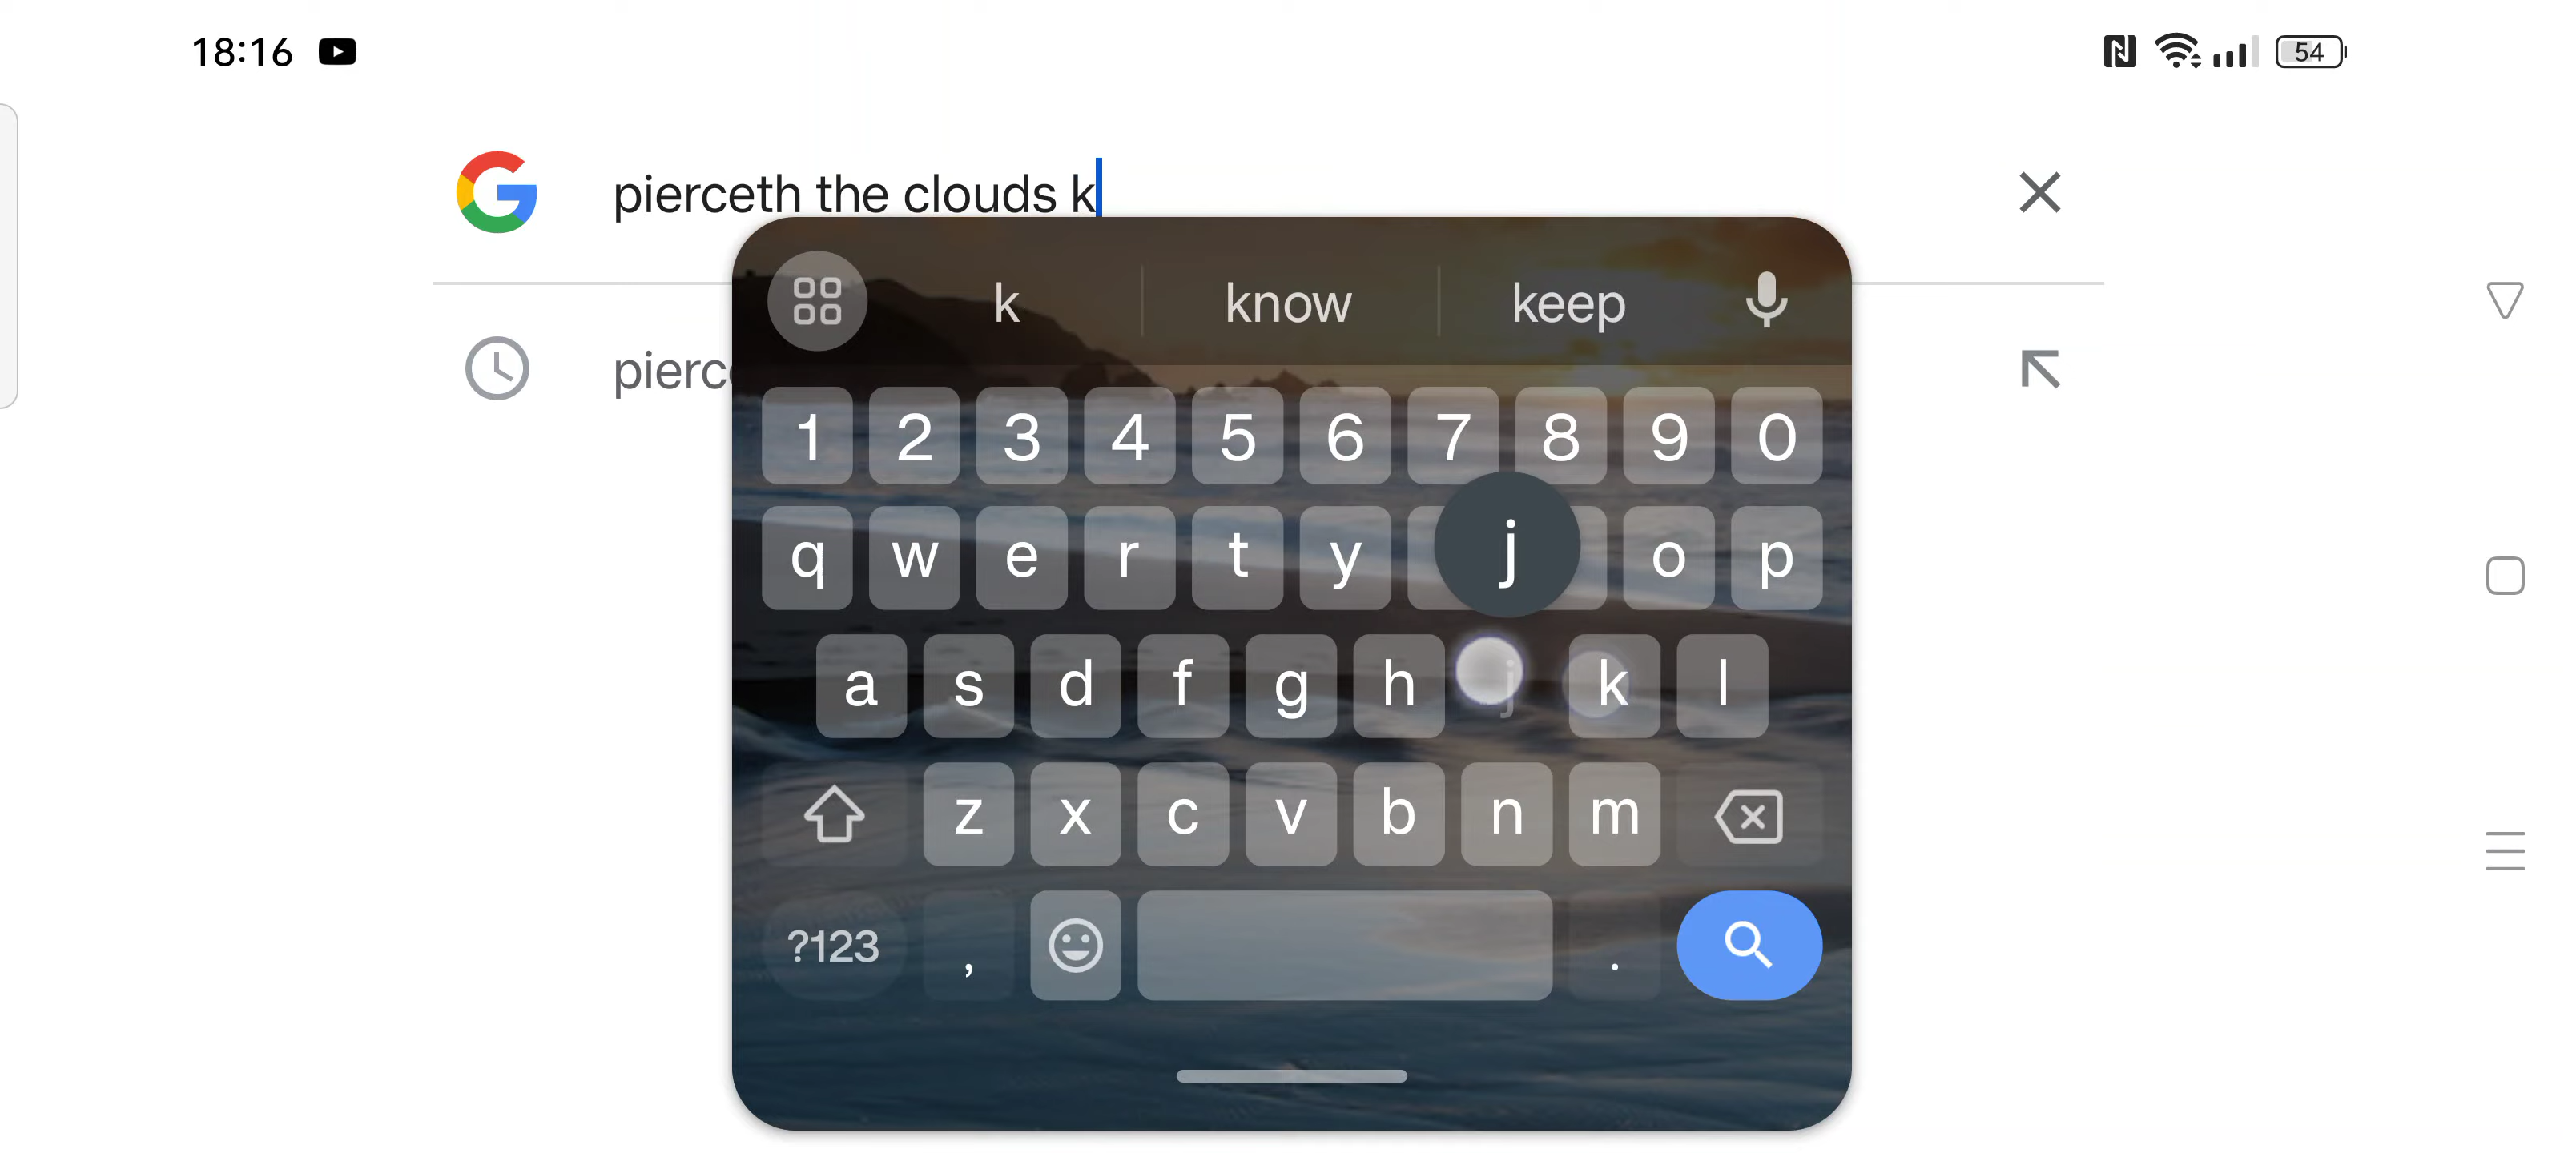 18:16 54
pierceth the clouds k
k know keep
1 2 3 4 5 6 7 8 9 0
q w e r t y j o p
a s d f g h j k l
z x c v b n m
?123 , .